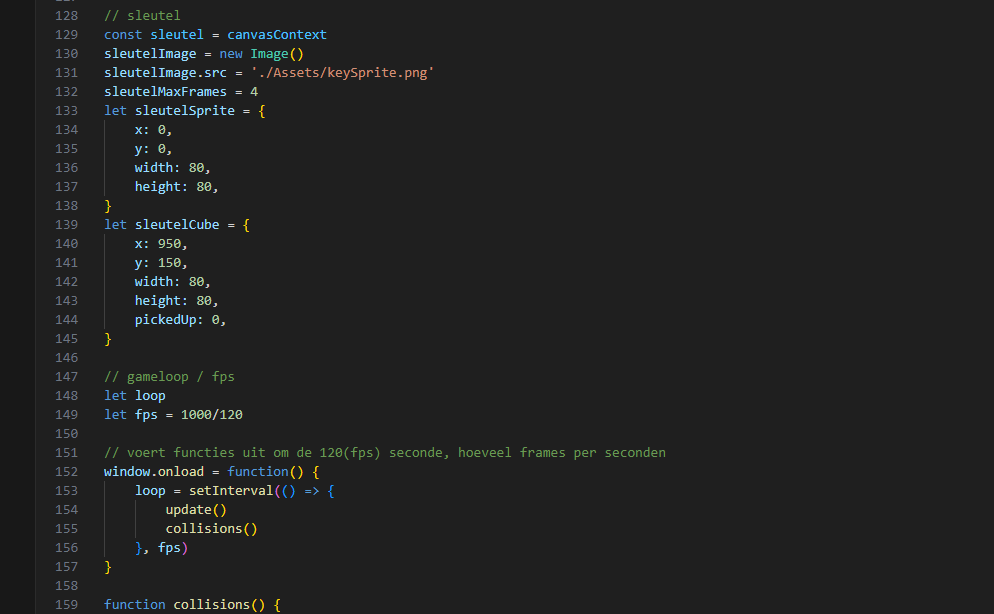 128 // sleutel
129 const sleutel = canvasContext
130 sleutelImage = new Image()
131 sleutelImage.src = './Assets/keySprite.png'
132 sleutelMaxFrames = 4
133 let sleutelSprite = {
134     x: 0,
135     y: 0,
136     width: 80,
137     height: 80,
138 }
139 let sleutelCube = {
140     x: 950,
141     y: 150,
142     width: 80,
143     height: 80,
144     pickedUp: 0,
145 }
146
147 // gameloop / fps
148 let loop
149 let fps = 1000/120
150
151 // voert functies uit om de 120(fps) seconde, hoeveel frames per seconden
152 window.onload = function() {
153     loop = setInterval(() => {
154         update()
155         collisions()
156     }, fps)
157 }
158
159 function collisions() {